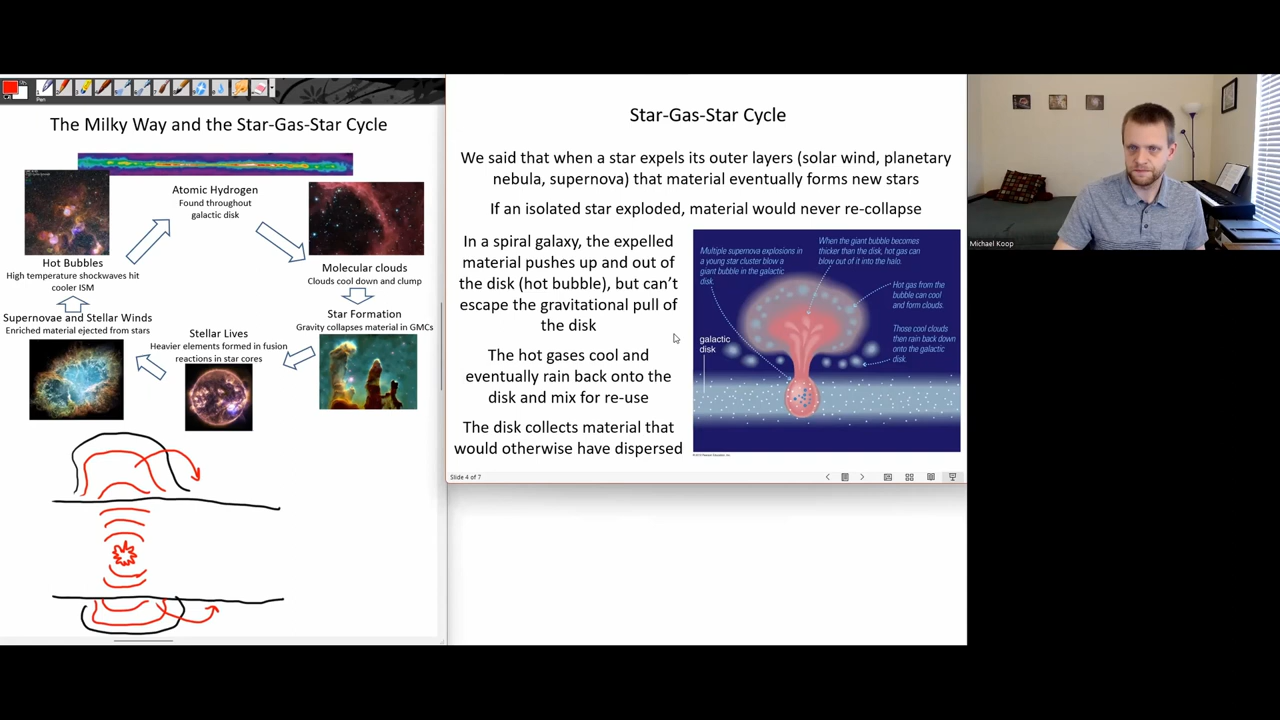 Pen
The Milky Way and the Star-Gas-Star Cycle
Atomic Hydrogen
Found throughout
galactic disk
Hot Bubbles
High temperature shockwaves hit
cooler ISM
Molecular clouds
Clouds cool down and clump
Supernovae and Stellar Winds
Enriched material ejected from stars
Stellar Lives
Heavier elements formed in fusion
reactions in star cores
Star Formation
Gravity collapses material in GMCs
Star-Gas-Star Cycle
We said that when a star expels its outer layers (solar wind, planetary
nebula, supernova) that material eventually forms new stars
If an isolated star exploded, material would never re-collapse
In a spiral galaxy, the expelled
material pushes up and out of
the disk (hot bubble), but can't
escape the gravitational pull of
the disk
The hot gases cool and
eventually rain back onto the
disk and mix for re-use
The disk collects material that
would otherwise have dispersed
Multiple supernova explosions in
a young star cluster blow a
giant bubble in the galactic
disk.
When the giant bubble becomes
thicker than the disk, hot gas can
blow out of it into the halo.
Hot gas from the
bubble can cool
and form clouds.
Those cool clouds
then rain back down
onto the galactic
disk.
galactic
disk
Slide 4 of 7
Michael Koop